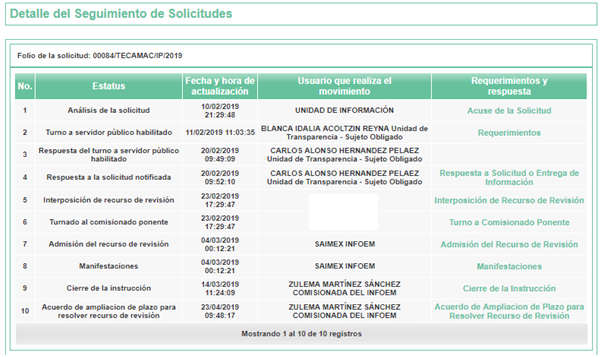 Detalle del Seguimiento de Solicitudes
Folio de la solicitud: 00084/TECAMAC/IP/2019
No. Estatus Fecha y hora de actualización Usuario que realiza el movimiento Requerimientos y respuesta
1 Análisis de la solicitud 10/02/2019 21:29:48 UNIDAD DE INFORMACIÓN Acuse de la Solicitud
2 Turno a servidor público habilitado 11/02/2019 11:03:35 BLANCA IDALIA ACOLTZIN REYNA Unidad de Transparencia - Sujeto Obligado Requerimientos
3 Respuesta del turno a servidor público habilitado 20/02/2019 09:49:09 CARLOS ALONSO HERNANDEZ PELAEZ Unidad de Transparencia - Sujeto Obligado
4 Respuesta a la solicitud notificada 20/02/2019 09:52:10 CARLOS ALONSO HERNANDEZ PELAEZ Unidad de Transparencia - Sujeto Obligado Respuesta a Solicitud o Entrega de Información
5 Interposición de recurso de revisión 23/02/2019 17:29:47 Interposición de Recurso de Revisión
6 Turnado al comisionado ponente 23/02/2019 17:29:47 Turno a Comisionado Ponente
7 Admisión del recurso de revisión 04/03/2019 00:12:21 SAIMEX INFOEM Admisión del Recurso de Revisión
8 Manifestaciones 04/03/2019 00:12:21 SAIMEX INFOEM Manifestaciones
9 Cierre de la instrucción 14/03/2019 11:24:09 ZULEMA MARTÍNEZ SÁNCHEZ COMISIONADA DEL INFOEM Cierre de la Instrucción
10 Acuerdo de ampliacion de plazo para resolver recurso de revisión 23/04/2019 09:48:17 ZULEMA MARTÍNEZ SÁNCHEZ COMISIONADA DEL INFOEM Acuerdo de Ampliacion de Plazo para Resolver Recurso de Revisión
Mostrando 1 al 10 de 10 registros